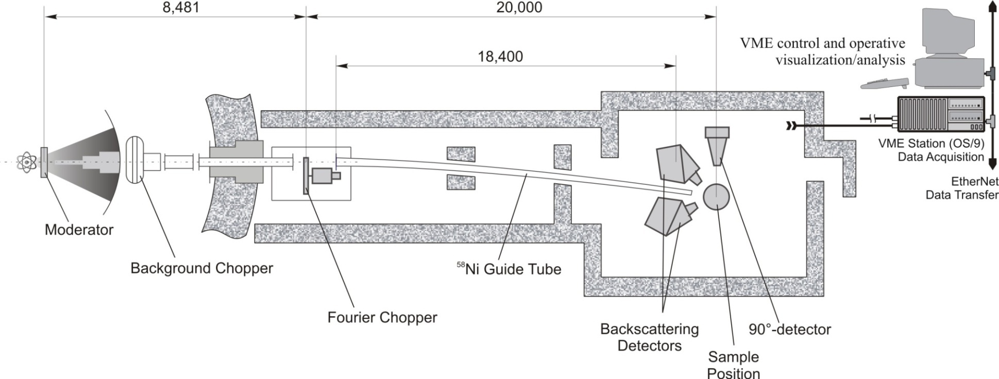 8,481
20,000
18,400
VME control and operative
visualization/analysis
VME Station (OS/9)
Data Acquisition
EtherNet
Data Transfer
Moderator
Background Chopper
⁵⁸Ni Guide Tube
Fourier Chopper
Backscattering
Detectors
90°-detector
Sample
Position